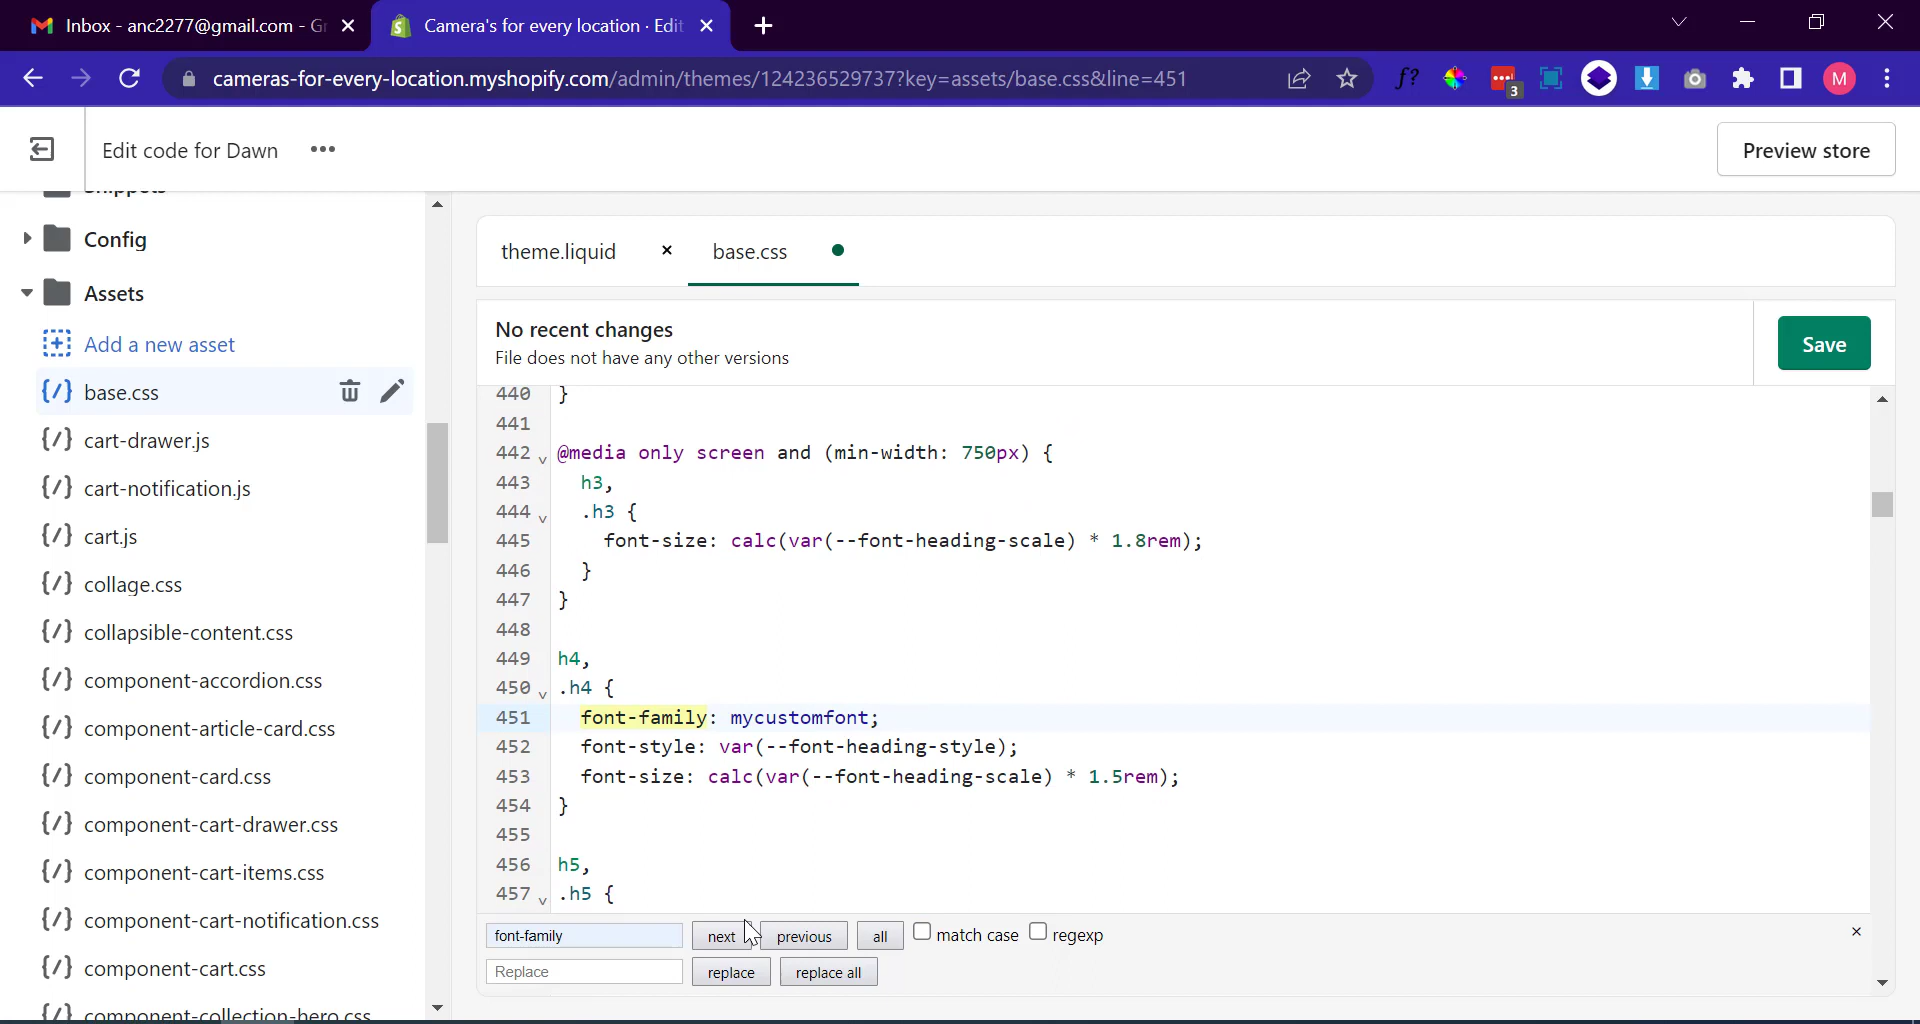 Inbox - anc2277@gmail.com - Gr
Camera's for every location · Edit
cameras-for-every-location.myshopify.com/admin/themes/124236529737?key=assets/base.css&line=451
f?
3
M
Edit code for Dawn
Preview store
Snippets
Config
Assets
Add a new asset
{/} base.css
{/} cart-drawer.js
{/} cart-notification.js
{/} cart.js
{/} collage.css
{/} collapsible-content.css
{/} component-accordion.css
{/} component-article-card.css
{/} component-card.css
{/} component-cart-drawer.css
{/} component-cart-items.css
{/} component-cart-notification.css
{/} component-cart.css
{/} component-collection-hero.css
theme.liquid
base.css
No recent changes
File does not have any other versions
Save
440 }
441
442 @media only screen and (min-width: 750px) {
443 h3,
444 .h3 {
445 font-size: calc(var(--font-heading-scale) * 1.8rem);
446 }
447 }
448
449 h4,
450 .h4 {
451 font-family: mycustomfont;
452 font-style: var(--font-heading-style);
453 font-size: calc(var(--font-heading-scale) * 1.5rem);
454 }
455
456 h5,
457 .h5 {
font-family next previous all match case regexp
Replace replace replace all